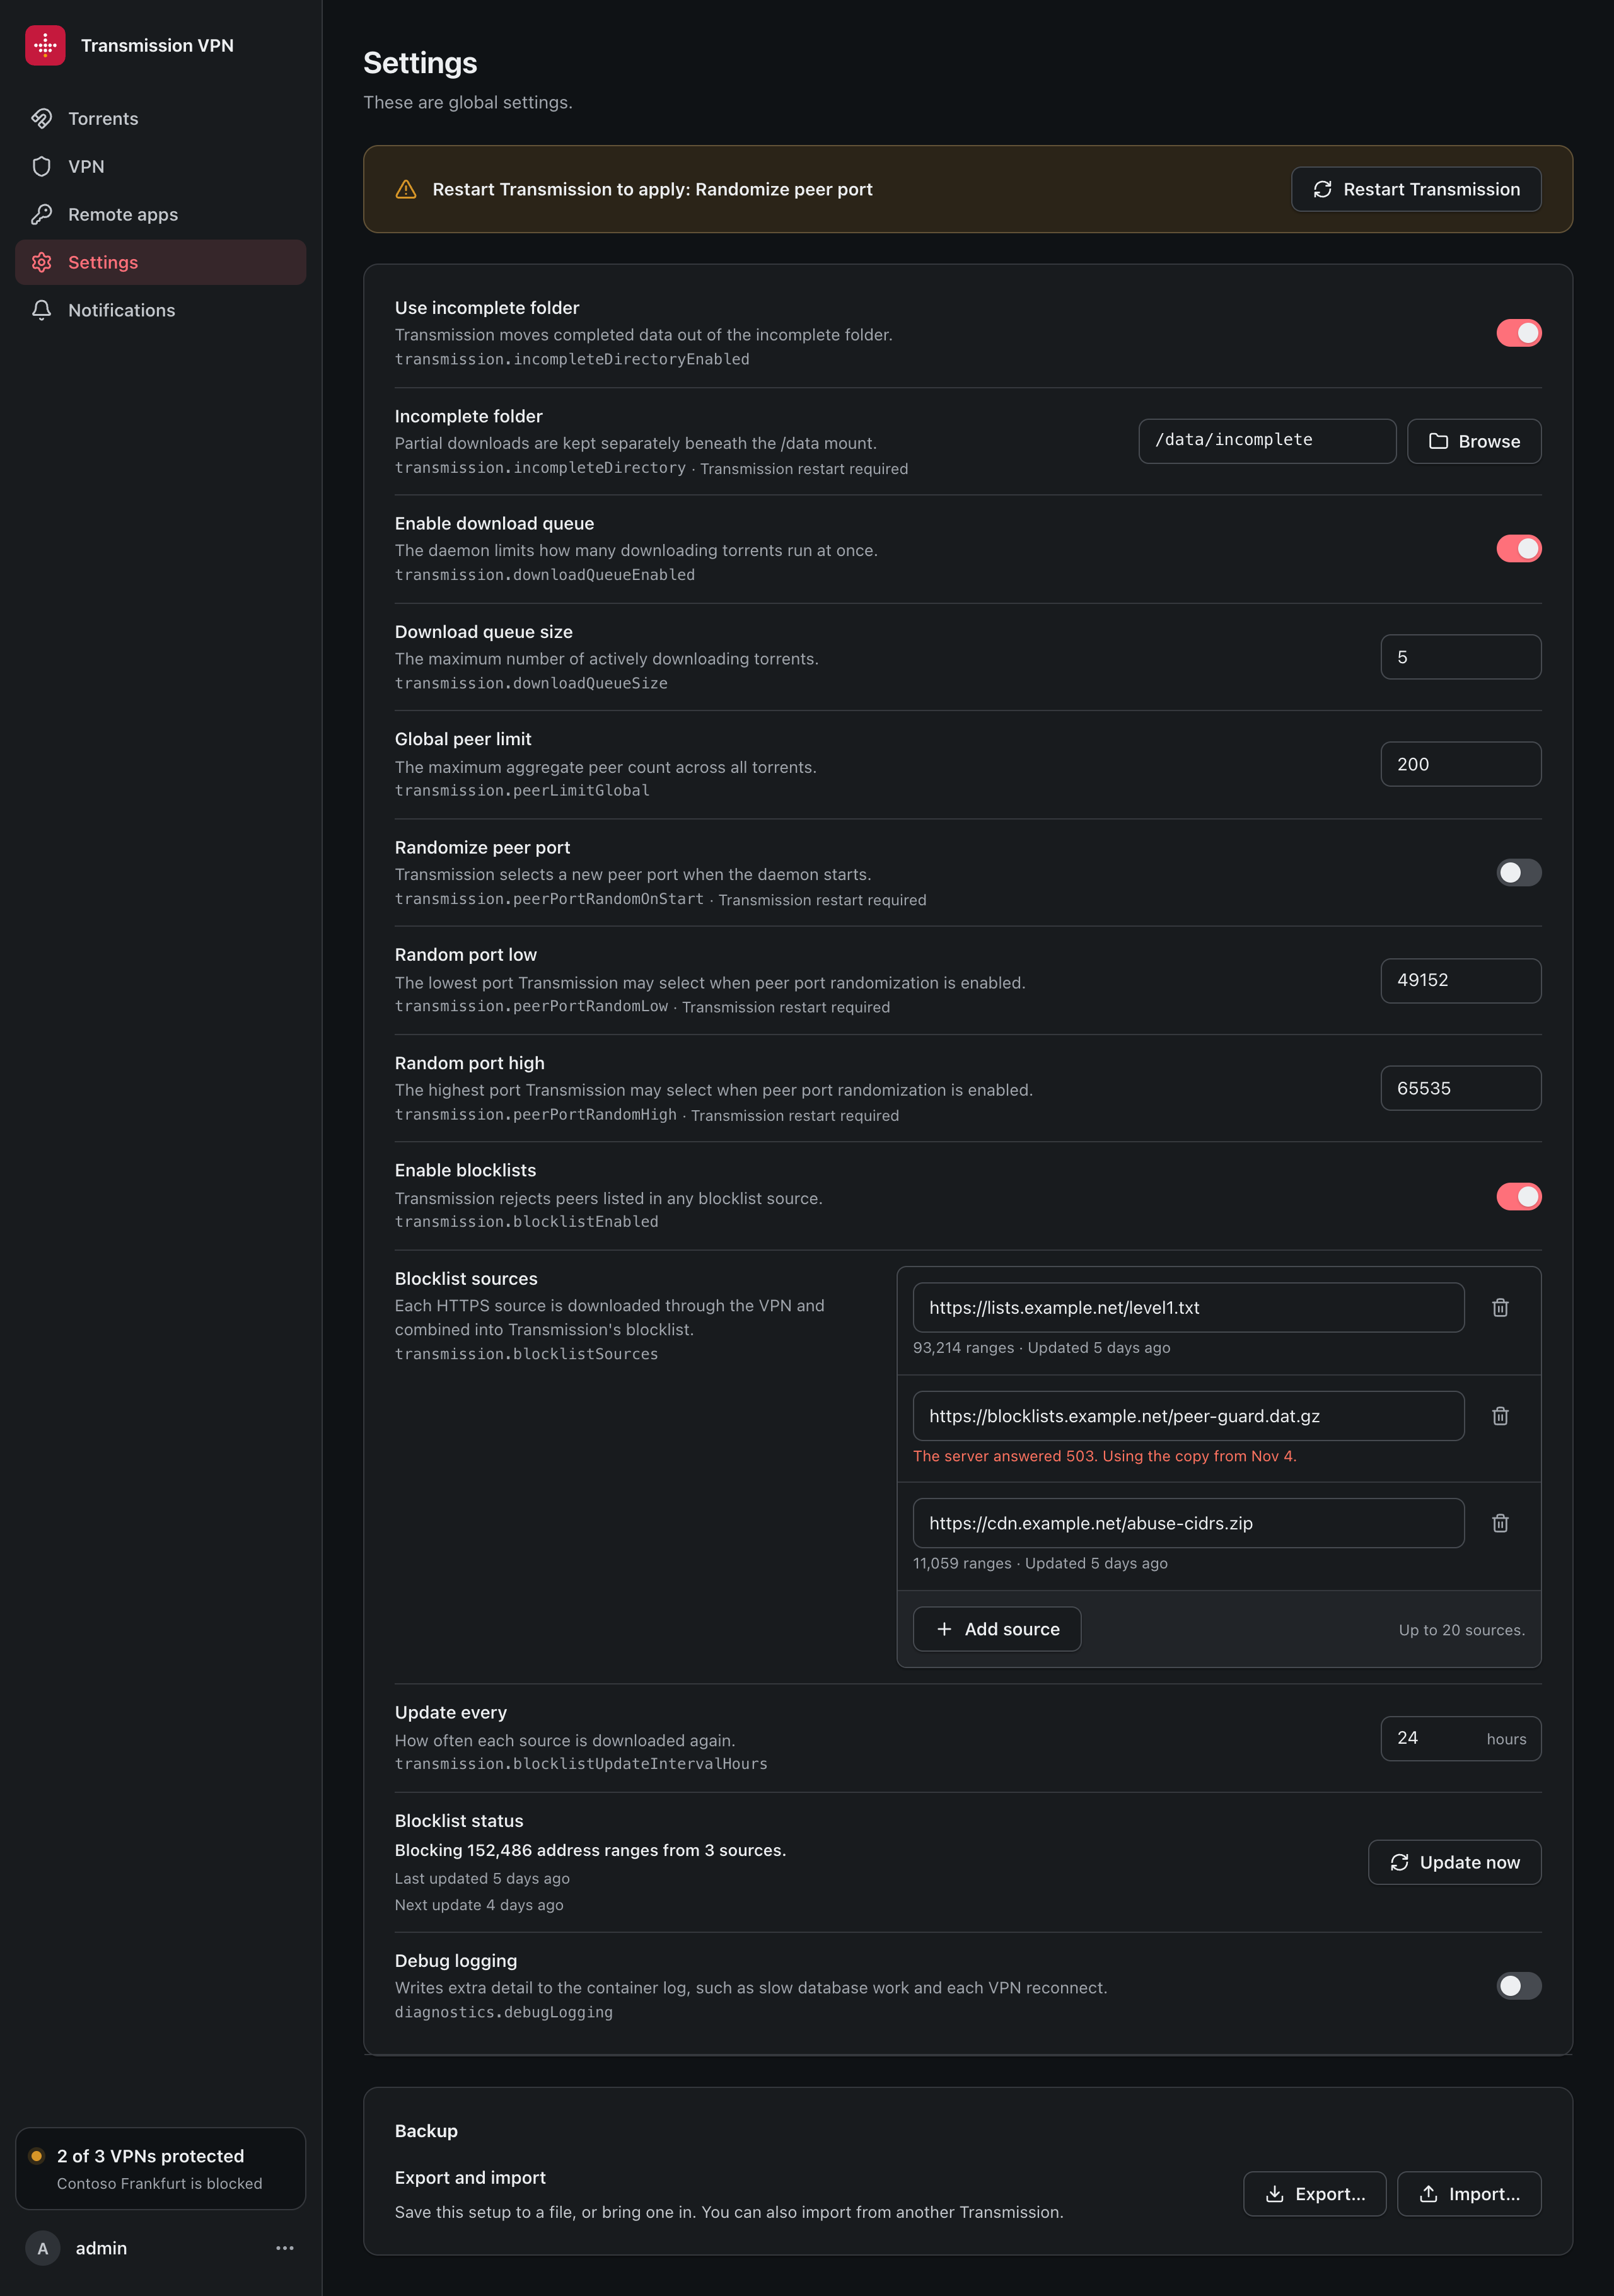 Transmission VPN
Torrents
VPN
Remote apps
Settings
Notifications
Settings
These are global settings.
Restart Transmission to apply: Randomize peer port
Restart Transmission
Use incomplete folder
Transmission moves completed data out of the incomplete folder.
transmission.incompleteDirectoryEnabled
Incomplete folder
Partial downloads are kept separately beneath the /data mount.
transmission.incompleteDirectory · Transmission restart required
/data/incomplete
Browse
Enable download queue
The daemon limits how many downloading torrents run at once.
transmission.downloadQueueEnabled
Download queue size
The maximum number of actively downloading torrents.
transmission.downloadQueueSize
5
Global peer limit
The maximum aggregate peer count across all torrents.
transmission.peerLimitGlobal
200
Randomize peer port
Transmission selects a new peer port when the daemon starts.
transmission.peerPortRandomOnStart · Transmission restart required
Random port low
The lowest port Transmission may select when peer port randomization is enabled.
transmission.peerPortRandomLow · Transmission restart required
49152
Random port high
The highest port Transmission may select when peer port randomization is enabled.
transmission.peerPortRandomHigh · Transmission restart required
65535
Enable blocklists
Transmission rejects peers listed in any blocklist source.
transmission.blocklistEnabled
Blocklist sources
Each HTTPS source is downloaded through the VPN and
combined into Transmission's blocklist.
transmission.blocklistSources
https://lists.example.net/level1.txt
93,214 ranges · Updated 5 days ago
https://blocklists.example.net/peer-guard.dat.gz
The server answered 503. Using the copy from Nov 4.
https://cdn.example.net/abuse-cidrs.zip
11,059 ranges · Updated 5 days ago
Add source
Up to 20 sources.
Update every
How often each source is downloaded again.
transmission.blocklistUpdateIntervalHours
24 hours
Blocklist status
Blocking 152,486 address ranges from 3 sources.
Last updated 5 days ago
Next update 4 days ago
Update now
Debug logging
Writes extra detail to the container log, such as slow database work and each VPN reconnect.
diagnostics.debugLogging
Backup
Export and import
Save this setup to a file, or bring one in. You can also import from another Transmission.
Export...
Import...
2 of 3 VPNs protected
Contoso Frankfurt is blocked
A
admin